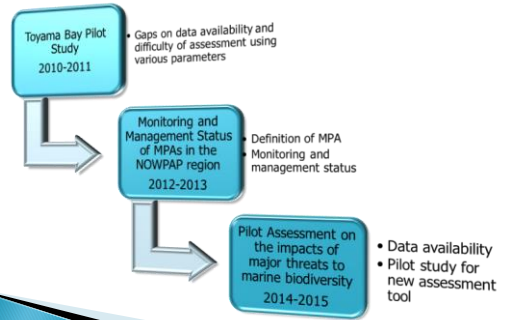 Toyama Bay Pilot
Study
2010-2011
• Gaps on data availability and
difficulty of assessment using
various parameters
Monitoring and
Management Status
of MPAs in the
NOWPAP region
2012-2013
• Definition of MPA
• Monitoring and
management status
Pilot Assessment on
the impacts of
major threats to
marine biodiversity
2014-2015
• Data availability
• Pilot study for
new assessment
tool